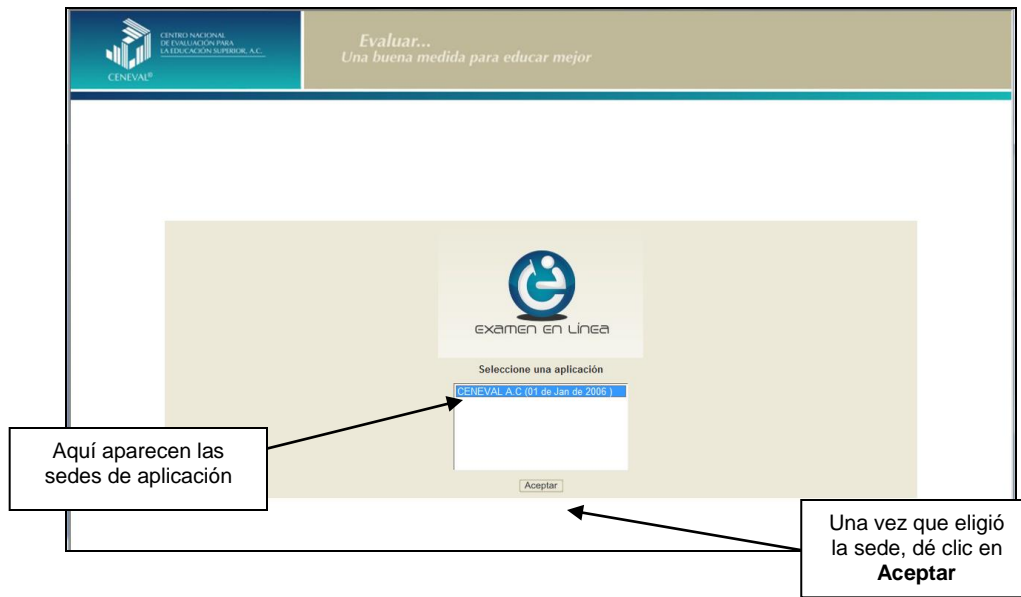 CENTRO NACIONAL
DE EVALUACIÓN PARA
LA EDUCACIÓN SUPERIOR, A.C.
CENEVAL®
Evaluar...
Una buena medida para educar mejor
examen en Línea
Seleccione una aplicación
CENEVAL A.C (01 de Jan de 2006 )
Aquí aparecen las
sedes de aplicación
Aceptar
Una vez que eligió
la sede, dé clic en
Aceptar